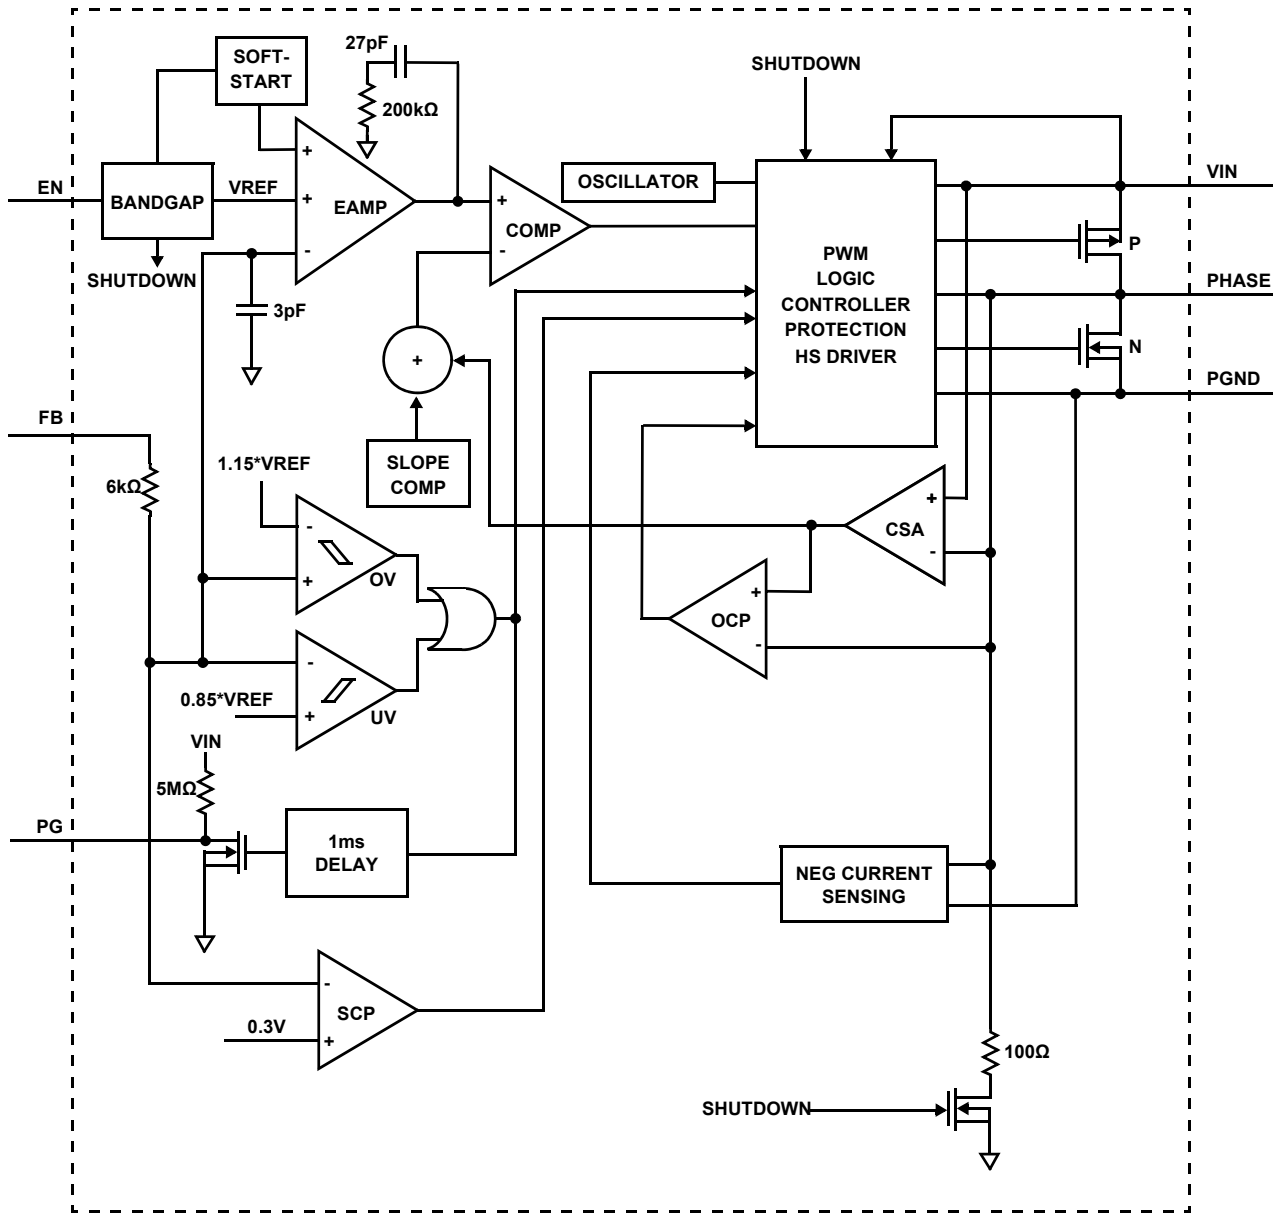 27pF
SOFT-
START
200kΩ
SHUTDOWN
EN
BANDGAP
VREF
+
+
-
EAMP
+
-
COMP
OSCILLATOR
VIN
SHUTDOWN
3pF
PWM
LOGIC
CONTROLLER
PROTECTION
HS DRIVER
P
PHASE
N
PGND
+
FB
SLOPE
COMP
1.15*VREF
6kΩ
-
+
OV
+
-
CSA
+
-
OCP
-
+
UV
0.85*VREF
VIN
5MΩ
PG
1ms
DELAY
NEG CURRENT
SENSING
-
+
SCP
0.3V
100Ω
SHUTDOWN